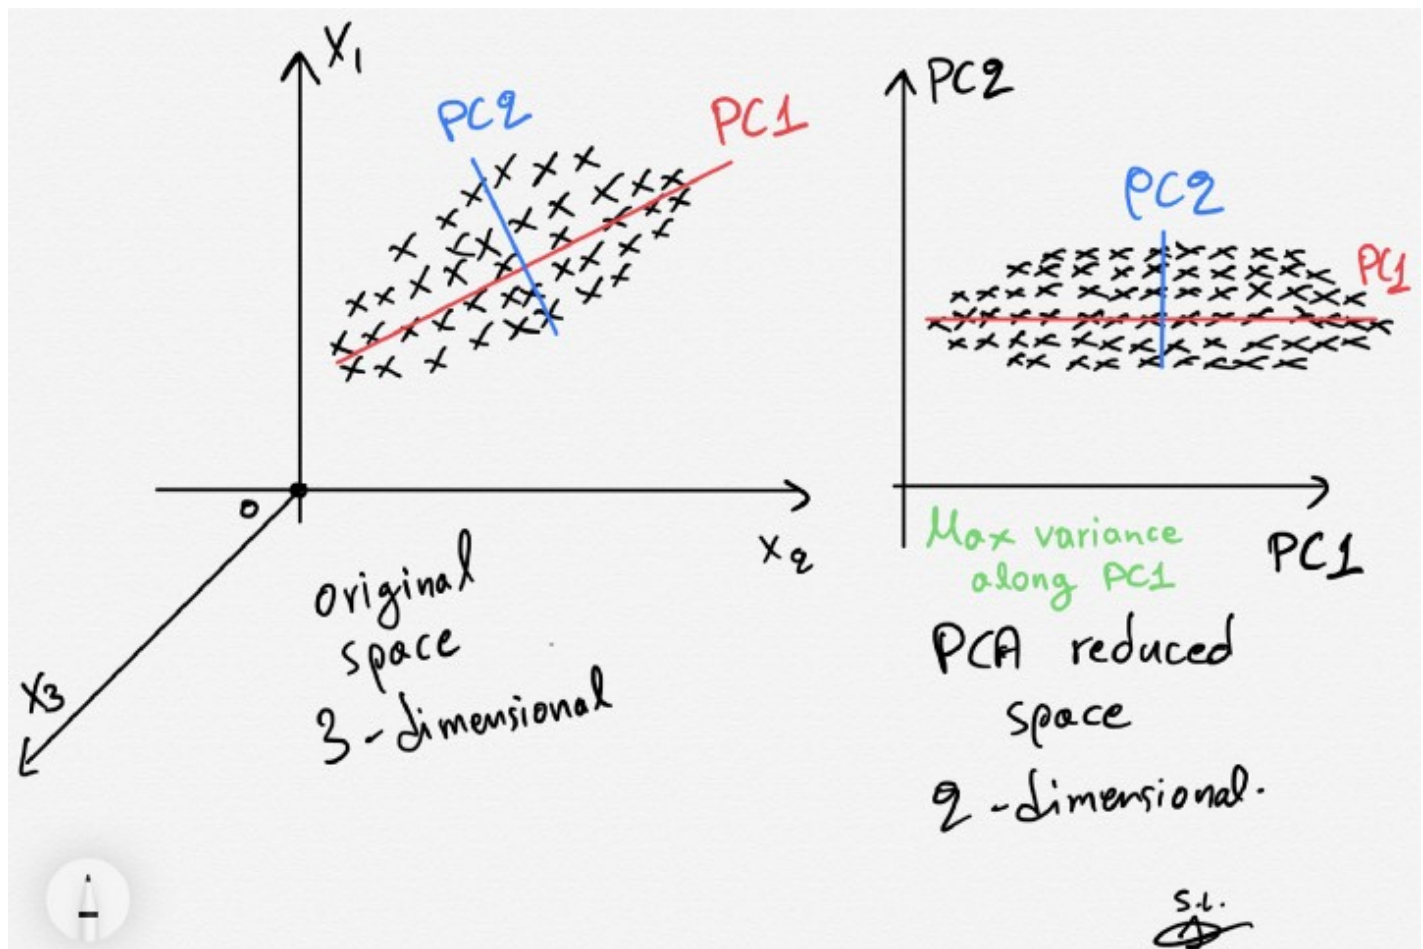 X1
PC2
PC1
X2
0
X3
original
space
3-dimensional
PC2
PC2
PC1
PC1
Max variance
along PC1
PCA reduced
space
2-dimensional.
S.L.